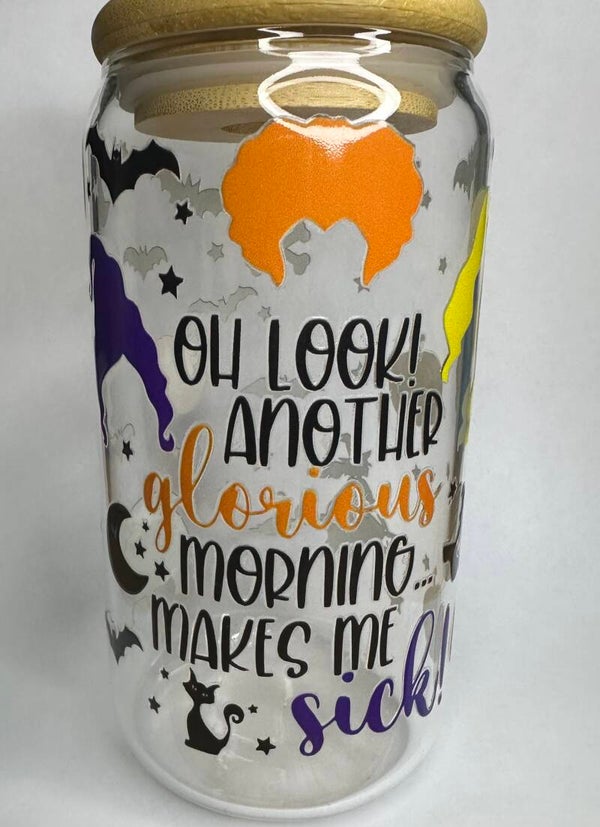 OH LOOK!
ANOTHER
glorious
MORNING...
MAKES ME
sick!